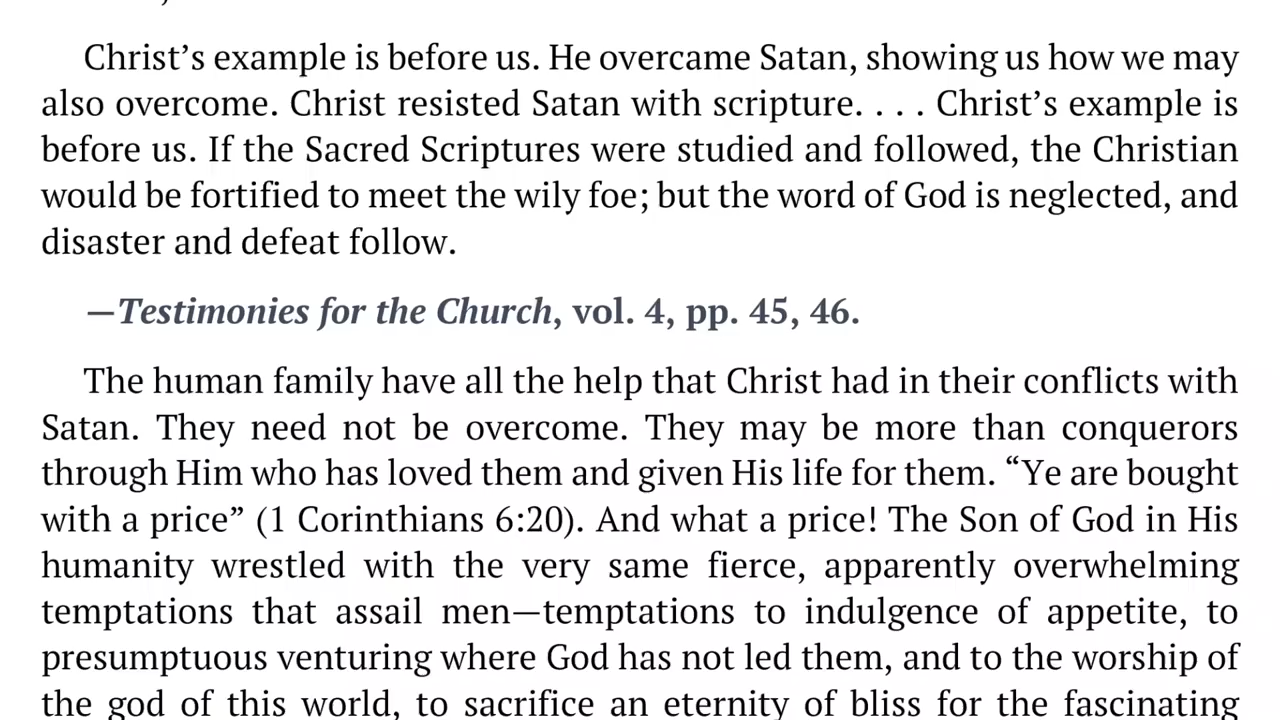 Christ’s example is before us. He overcame Satan, showing us how we may
also overcome. Christ resisted Satan with scripture. . . . Christ’s example is
before us. If the Sacred Scriptures were studied and followed, the Christian
would be fortified to meet the wily foe; but the word of God is neglected, and
disaster and defeat follow.
—Testimonies for the Church, vol. 4, pp. 45, 46.
The human family have all the help that Christ had in their conflicts with
Satan. They need not be overcome. They may be more than conquerors
through Him who has loved them and given His life for them. “Ye are bought
with a price” (1 Corinthians 6:20). And what a price! The Son of God in His
humanity wrestled with the very same fierce, apparently overwhelming
temptations that assail men—temptations to indulgence of appetite, to
presumptuous venturing where God has not led them, and to the worship of
the god of this world, to sacrifice an eternity of bliss for the fascinating